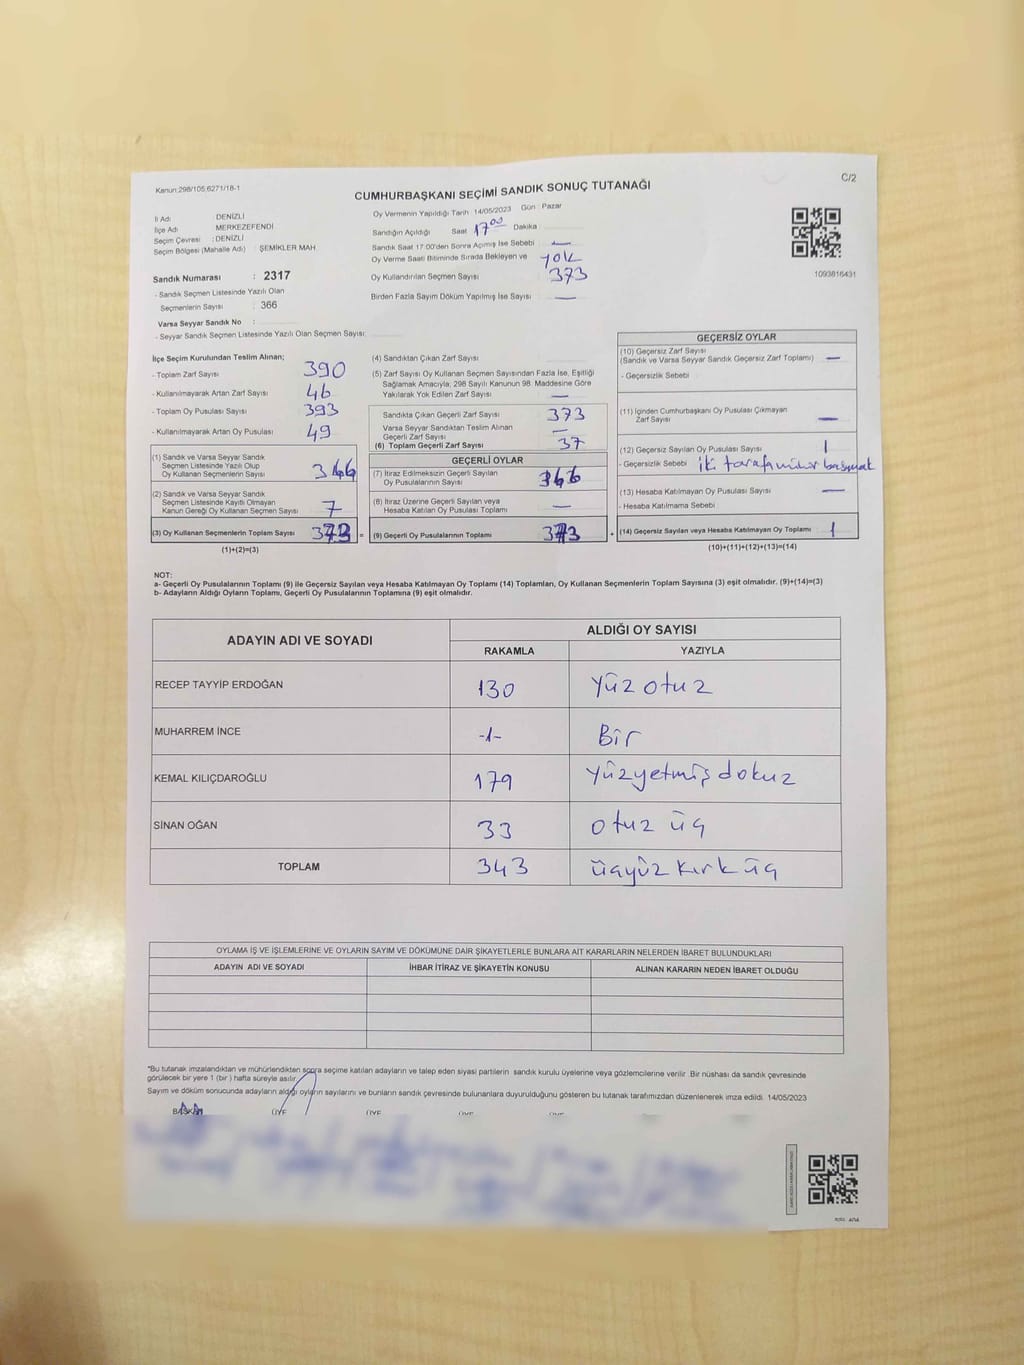 Kanun:298/105,6271/18-1
C/2
CUMHURBAŞKANI SEÇİMİ SANDIK SONUÇ TUTANAĞI
İl Adı DENİZLİ
İlçe Adı MERKEZEFENDİ
Seçim Çevresi : DENİZLİ
Seçim Bölgesi (Mahalle Adı) : ŞEMİKLER MAH.
Sandık Numarası : 2317
- Sandık Seçmen Listesinde Yazılı Olan
Seçmenlerin Sayısı : 366
Varsa Seyyar Sandık No :
- Seyyar Sandık Seçmen Listesinde Yazılı Olan Seçmen Sayısı:
Oy Vermenin Yapıldığı Tarih 14/05/2023 Gün : Pazar
Sandığın Açıldığı Saat 17 00 Dakika
Sandık Saat 17:00'den Sonra Açılmış İse Sebebi —
Oy Verme Saati Bitiminde Sırada Bekleyen ve yok
Oy Kullandırılan Seçmen Sayısı 373
Birden Fazla Sayım Döküm Yapılmış İse Sayısı —
1093816431
İlçe Seçim Kurulundan Teslim Alınan;
- Toplam Zarf Sayısı 390
- Kullanılmayarak Artan Zarf Sayısı 46
- Toplam Oy Pusulası Sayısı 393
- Kullanılmayarak Artan Oy Pusulası 49
(1) Sandık ve Varsa Seyyar Sandık
Seçmen Listesinde Yazılı Olup
Oy Kullanan Seçmenlerin Sayısı
(2) Sandık ve Varsa Seyyar Sandık
Seçmen Listesinde Kayıtlı Olmayan
Kanun Gereği Oy Kullanan Seçmen Sayısı 7
(3) Oy Kullanan Seçmenlerin Toplam Sayısı =
(1)+(2)=(3)
(4) Sandıktan Çıkan Zarf Sayısı
(5) Zarf Sayısı Oy Kullanan Seçmen Sayısından Fazla İse, Eşitliği
Sağlamak Amacıyla, 298 Sayılı Kanunun 98. Maddesine Göre
Yakılarak Yok Edilen Zarf Sayısı —
Sandıkta Çıkan Geçerli Zarf Sayısı 373
Varsa Seyyar Sandıktan Teslim Alınan
Geçerli Zarf Sayısı —
(6) Toplam Geçerli Zarf Sayısı 37
GEÇERLİ OYLAR
(7) İtiraz Edilmeksizin Geçerli Sayılan
Oy Pusulalarının Sayısı
(8) İtiraz Üzerine Geçerli Sayılan veya
Hesaba Katılan Oy Pusulası Toplamı —
(9) Geçerli Oy Pusulalarının Toplamı +
GEÇERSİZ OYLAR
(10) Geçersiz Zarf Sayısı
(Sandık ve Varsa Seyyar Sandık Geçersiz Zarf Toplamı) —
- Geçersizlik Sebebi
(11) İçinden Cumhurbaşkanı Oy Pusulası Çıkmayan
Zarf Sayısı —
(12) Geçersiz Sayılan Oy Pusulası Sayısı 1
- Geçersizlik Sebebi iki tarafa mühür basmak
(13) Hesaba Katılmayan Oy Pusulası Sayısı —
- Hesaba Katılmama Sebebi
(14) Geçersiz Sayılan veya Hesaba Katılmayan Oy Toplamı 1
(10)+(11)+(12)+(13)=(14)
NOT:
a- Geçerli Oy Pusulalarının Toplamı (9) ile Geçersiz Sayılan veya Hesaba Katılmayan Oy Toplamı (14) Toplamları, Oy Kullanan Seçmenlerin Toplam Sayısına (3) eşit olmalıdır. (9)+(14)=(3)
b- Adayların Aldığı Oyların Toplamı, Geçerli Oy Pusulalarının Toplamına (9) eşit olmalıdır.
ADAYIN ADI VE SOYADI ALDIĞI OY SAYISI
RAKAMLA YAZIYLA
RECEP TAYYİP ERDOĞAN 130 Yüz otuz
MUHARREM İNCE -1- Bir
KEMAL KILIÇDAROĞLU 179 Yüzyetmiş dokuz
SİNAN OĞAN 33 otuz üç
TOPLAM 343 üçyüz kırk üç
OYLAMA İŞ VE İŞLEMLERİNE VE OYLARIN SAYIM VE DÖKÜMÜNE DAİR ŞİKAYETLERLE BUNLARA AİT KARARLARIN NELERDEN İBARET BULUNDUKLARI
ADAYIN ADI VE SOYADI İHBAR İTİRAZ VE ŞİKAYETİN KONUSU ALINAN KARARIN NEDEN İBARET OLDUĞU
*Bu tutanak imzalandıktan ve mühürlendikten sonra seçime katılan adayların ve talep eden siyasi partilerin sandık kurulu üyelerine veya gözlemcilerine verilir. Bir nüshası da sandık çevresinde
görülecek bir yere 1 (bir) hafta süreyle asılır.
Sayım ve döküm sonucunda adayların aldığı oyların sayılarını ve bunların sandık çevresinde bulunanlara duyurulduğunu gösteren bu tutanak tarafımızdan düzenlenerek imza edildi. 14/05/2023
BAŞKAN ÜYE ÜYE ÜYE ÜYE